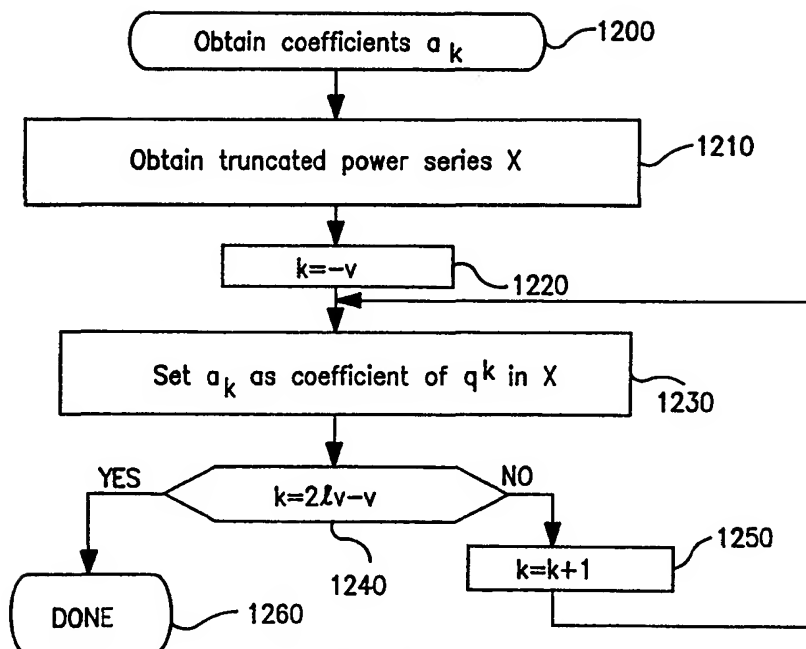 Obtain coefficients a_k
1200
Obtain truncated power series X
1210
k=-v
1220
Set a_k as coefficient of q^k in X
1230
YES
k=2ℓv-v
NO
1240
k=k+1
1250
DONE
1260